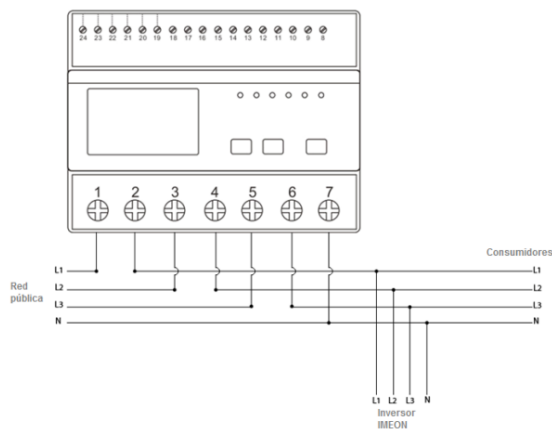 24 23 22 21 20 19 18 17 16 15 14 13 12 11 10 9 8
1 2 3 4 5 6 7
Consumidores
L1 L1
Red
pública
L2 L2
L3 L3
N N
L1 L2 L3 N
Inversor
IMEON